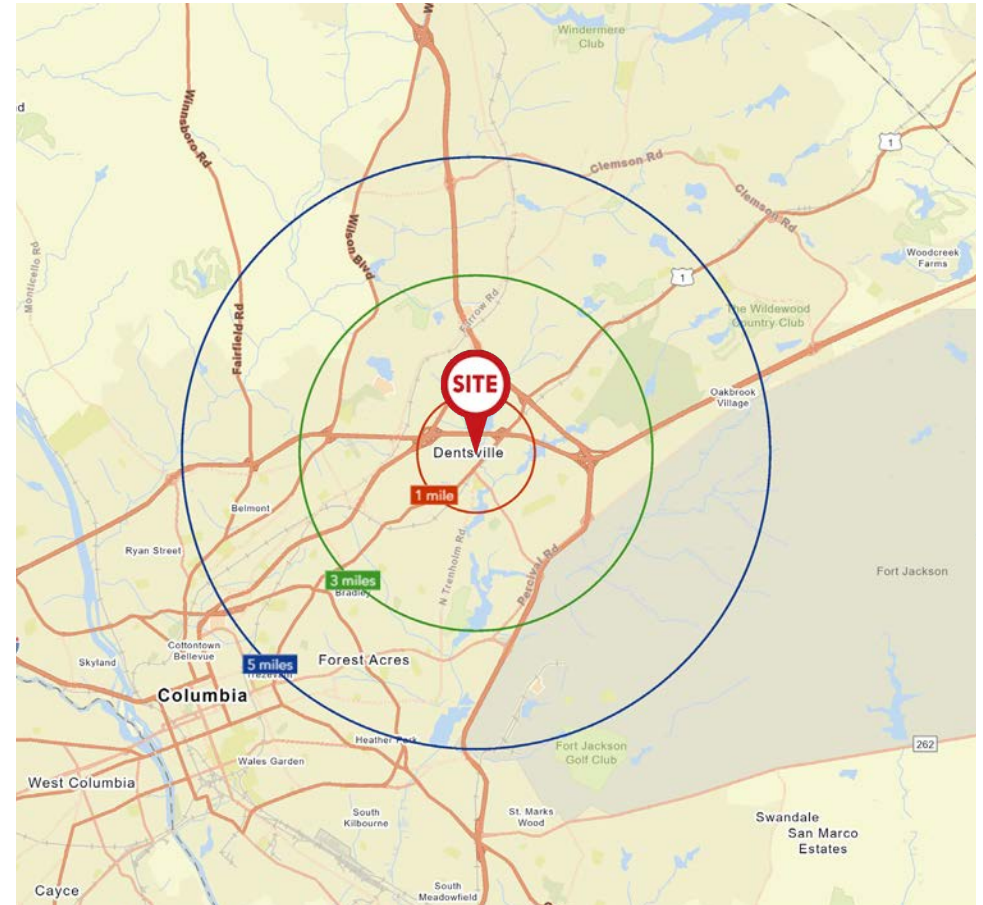 W
Windermere
Club
Winnsboro Rd
d
1
Clemson Rd
Clemson Rd
Wilson Blvd
Monticello Rd
Woodcreek
Farms
1
Farrow Rd
The Wildewood
Country Club
Fairfield Rd
SITE
Oakbrook
Village
Dentsville
1 mile
Belmont
N Trenholm Rd
Ryan Street
Percival Rd
Fort Jackson
3 miles
Bradley
Cottontown
Bellevue
Skyland
5 miles
Forest Acres
Columbia
Heather Park
Fort Jackson
Golf Club
262
Wales Garden
West Columbia
South
Kilbourne
St. Marks
Wood
Swandale
San Marco
Estates
Cayce
South
Meadowfield